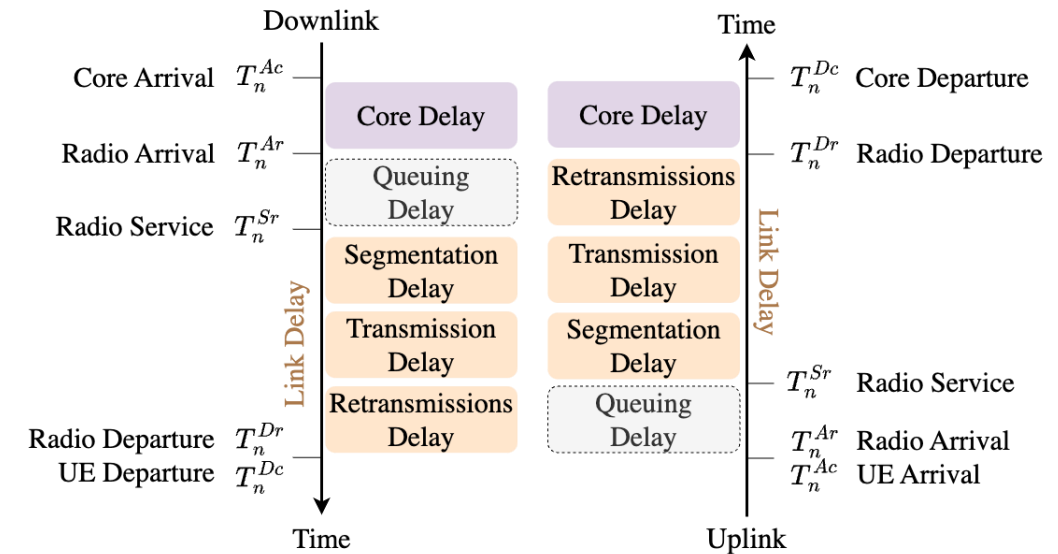 Downlink
Core Arrival T_n^{Ac}
Core Delay
Radio Arrival T_n^{Ar}
Queuing
Delay
Radio Service T_n^{Sr}
Segmentation
Delay
Link Delay
Transmission
Delay
Retransmissions
Delay
Radio Departure T_n^{Dr}
UE Departure T_n^{Dc}
Time
Time
T_n^{Dc} Core Departure
Core Delay
T_n^{Dr} Radio Departure
Retransmissions
Delay
Link Delay
Transmission
Delay
Segmentation
Delay
T_n^{Sr} Radio Service
Queuing
Delay
T_n^{Ar} Radio Arrival
T_n^{Ac} UE Arrival
Uplink